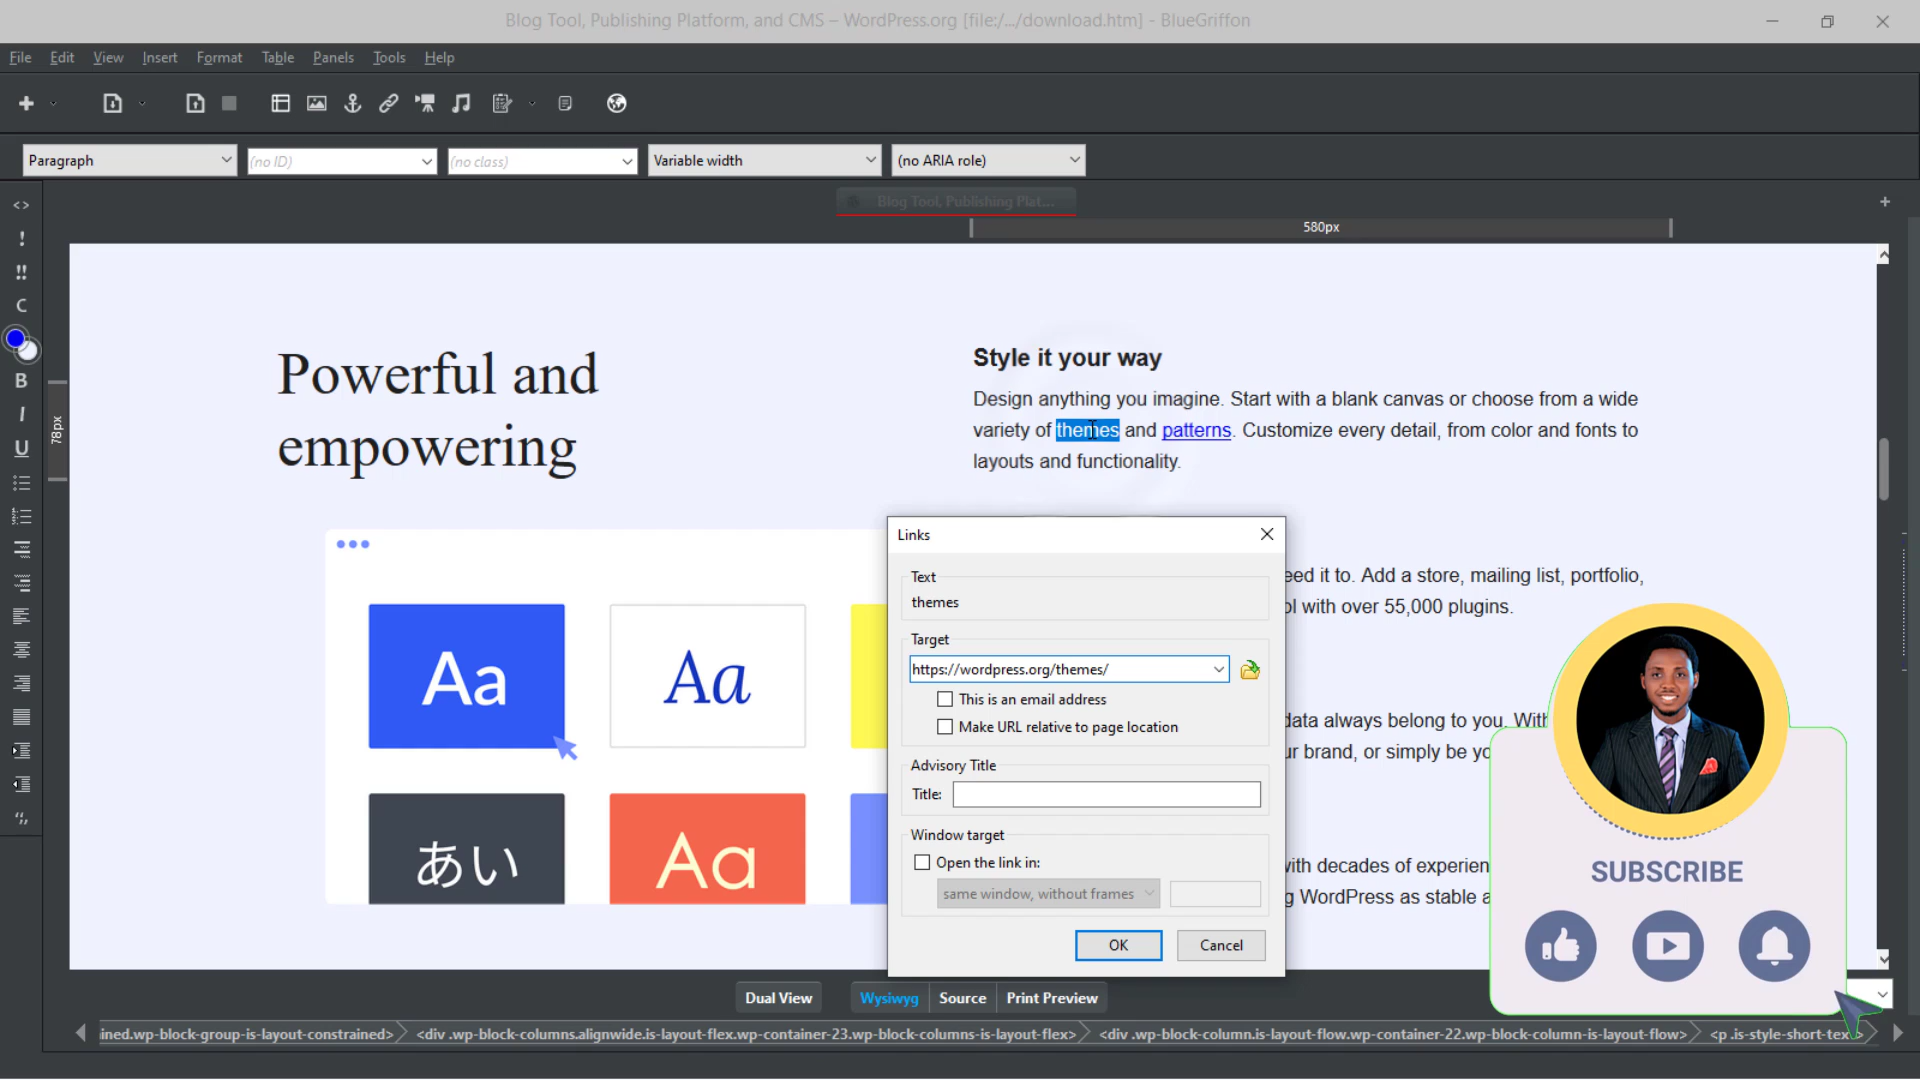 Blog Tool, Publishing Platform, and CMS – WordPress.org [file:/.../download.htm] - BlueGriffon
File Edit View Insert Format Table Panels Tools Help
Paragraph (no ID) (no class) Variable width (no ARIA role)
Blog Tool, Publishing Plat...
580px
78px
<>
!
!!
C
B
I
U
Powerful and
empowering
Style it your way
Design anything you imagine. Start with a blank canvas or choose from a wide
variety of themes and patterns. Customize every detail, from color and fonts to
layouts and functionality.
Aa
Aa
あい
Aa
Links
Text
themes
Target
https://wordpress.org/themes/
This is an email address
Make URL relative to page location
Advisory Title
Title:
Window target
Open the link in:
same window, without frames
OK Cancel
eed it to. Add a store, mailing list, portfolio,
ol with over 55,000 plugins.
data always belong to you. With
ur brand, or simply be yo
with decades of experien
g WordPress as stable a
SUBSCRIBE
Dual View Wysiwyg Source Print Preview
ined.wp-block-group-is-layout-constrained> <div .wp-block-columns.alignwide.is-layout-flex.wp-container-23.wp-block-columns-is-layout-flex> <div .wp-block-column.is-layout-flow.wp-container-22.wp-block-column-is-layout-flow> <p .is-style-short-tex